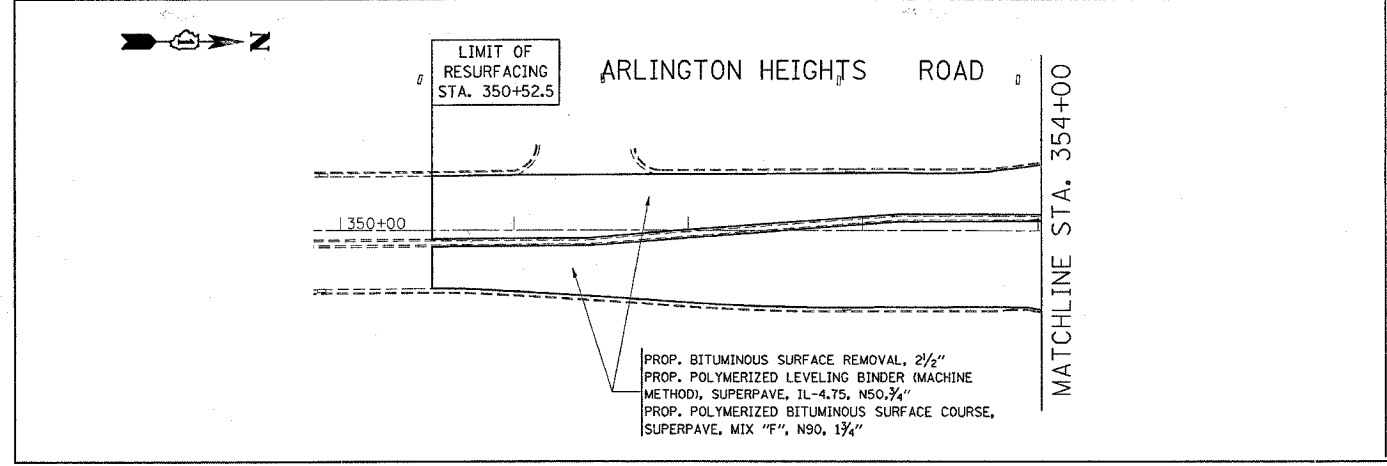 N
LIMIT OF
RESURFACING
STA. 350+52.5
ARLINGTON HEIGHTS ROAD
MATCHLINE STA. 354+00
350+00
PROP. BITUMINOUS SURFACE REMOVAL, 2½"
PROP. POLYMERIZED LEVELING BINDER (MACHINE
METHOD), SUPERPAVE, IL-4.75, N50,¾"
PROP. POLYMERIZED BITUMINOUS SURFACE COURSE,
SUPERPAVE, MIX "F", N90, 1¾"